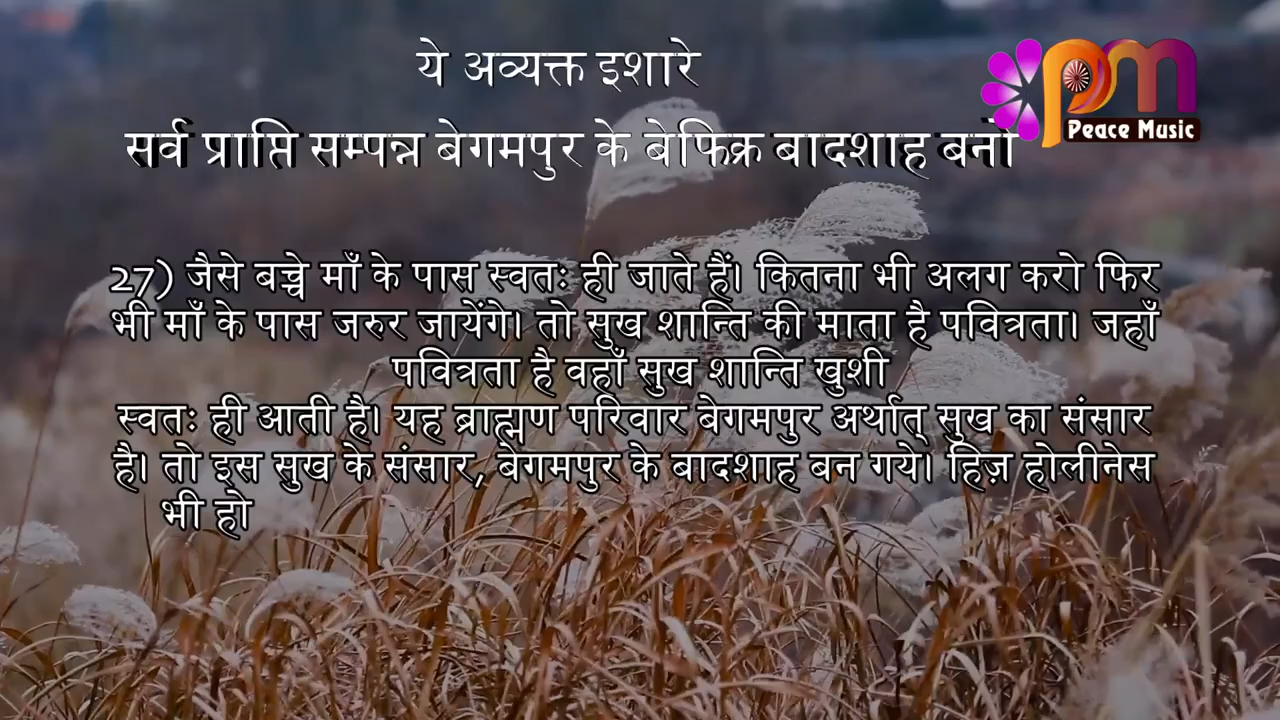 ये अव्यक्त इशारे
सर्व प्राप्ति सम्पन्न बेगमपुर के बेफिक्र बादशाह बनो
pm
Peace Music
27) जैसे बच्चे माँ के पास स्वतः ही जाते हैं। कितना भी अलग करो फिर
भी माँ के पास जरुर जायेंगे। तो सुख शान्ति की माता है पवित्रता। जहाँ
पवित्रता है वहाँ सुख शान्ति खुशी
स्वतः ही आती है। यह ब्राह्मण परिवार बेगमपुर अर्थात् सुख का संसार
है। तो इस सुख के संसार, बेगमपुर के बादशाह बन गये। हिज़ होलीनेस
भी हो